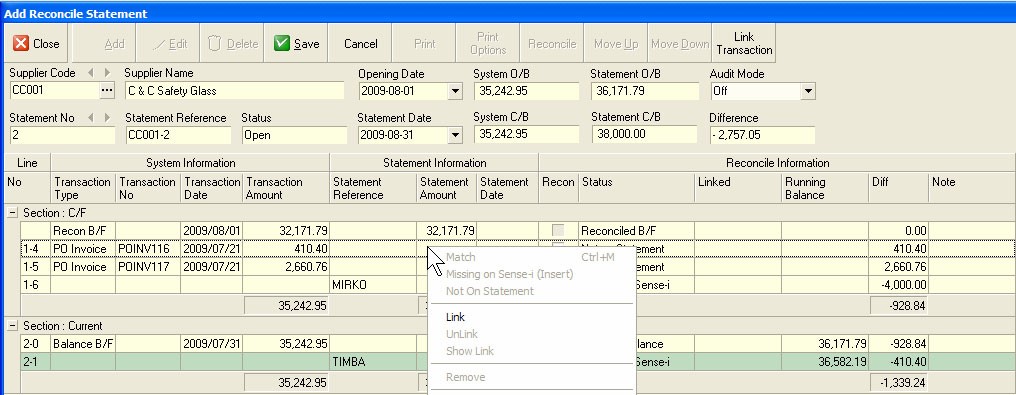 Add Reconcile Statement
Close Add Edit Delete Save Cancel Print Print Options Reconcile Move Up Move Down Link Transaction
Supplier Code Supplier Name Opening Date System O/B Statement O/B Audit Mode
CC001 ... C & C Safety Glass 2009-08-01 35,242.95 36,171.79 Off
Statement No Statement Reference Status Statement Date System C/B Statement C/B Difference
2 CC001-2 Open 2009-08-31 35,242.95 38,000.00 - 2,757.05
Line System Information Statement Information Reconcile Information
No Transaction Type Transaction No Transaction Date Transaction Amount Statement Reference Statement Amount Statement Date Recon Status Linked Running Balance Diff Note
Section : C/F
Recon B/F 2009/08/01 32,171.79 32,171.79 Reconciled B/F 0.00
1-4 PO Invoice POINV116 2009/07/21 410.40 410.40
1-5 PO Invoice POINV117 2009/07/21 2,660.76 ement 2,660.76
1-6 MIRKO Sense-i -4,000.00
35,242.95 -928.84
Section : Current
2-0 Balance B/F 2009/07/31 35,242.95 lance 36,171.79 -928.84
2-1 TIMBA Sense-i 36,582.19 -410.40
35,242.95 -1,339.24
Match Ctrl+M
Missing on Sense-i (Insert)
Not On Statement
Link
UnLink
Show Link
Remove